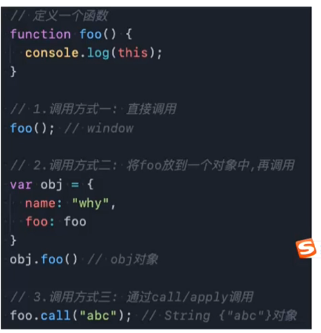 // 定义一个函数
function foo() {
  console.log(this);
}
// 1.调用方式一: 直接调用
foo(); // window
// 2.调用方式二: 将foo放到一个对象中,再调用
var obj = {
  name: "why",
  foo: foo
}
obj.foo() // obj对象
// 3.调用方式三: 通过call/apply调用
foo.call("abc"); // String {"abc"}对象